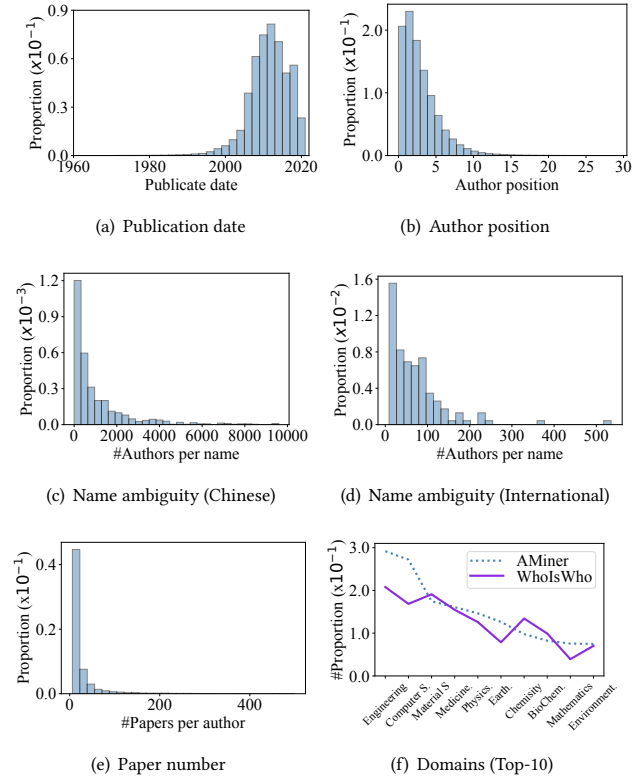 0.9
0.6
0.3
0.0
Proportion (x10⁻¹)
1960 1980 2000 2020
Publicate date
(a) Publication date
2.0
1.0
0.0
Proportion (x10⁻¹)
0 5 10 15 20 25 30
Author position
(b) Author position
1.2
0.9
0.6
0.3
0.0
Proportion (x10⁻³)
0 2000 4000 6000 8000 10000
#Authors per name
(c) Name ambiguity (Chinese)
1.6
1.2
0.8
0.4
0.0
Proportion (x10⁻²)
0 100 200 300 400 500
#Authors per name
(d) Name ambiguity (International)
0.4
0.2
0.0
Proportion (x10⁻¹)
0 200 400
#Papers per author
(e) Paper number
3.0
2.0
1.0
0.0
#Proportion (x10⁻¹)
AMiner
WhoIsWho
Engineering
Computer S.
Material.S
Medicine.
Physics.
Earth.
Chemisity
BioChem.
Mathematics
Environment.
(f) Domains (Top-10)